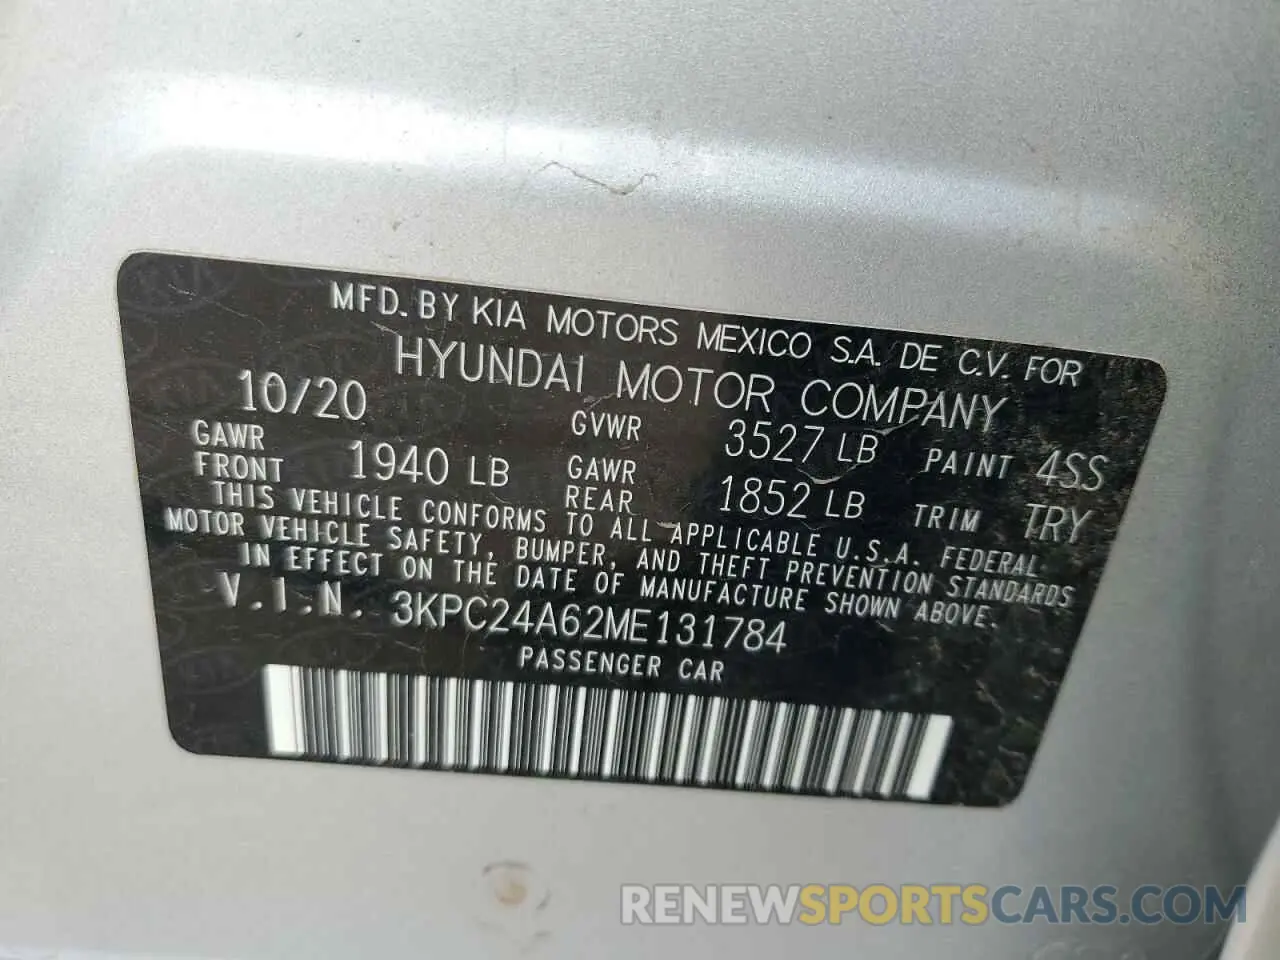 MFD. BY KIA MOTORS MEXICO S.A. DE C.V. FOR
HYUNDAI MOTOR COMPANY
10/20 GVWR 3527 LB PAINT 4SS
GAWR FRONT 1940 LB GAWR REAR 1852 LB TRIM TRY
THIS VEHICLE CONFORMS TO ALL APPLICABLE U.S.A. FEDERAL
MOTOR VEHICLE SAFETY, BUMPER, AND THEFT PREVENTION STANDARDS
IN EFFECT ON THE DATE OF MANUFACTURE SHOWN ABOVE.
V.I.N. 3KPC24A62ME131784
PASSENGER CAR
RENEWSPORTSCARS.COM